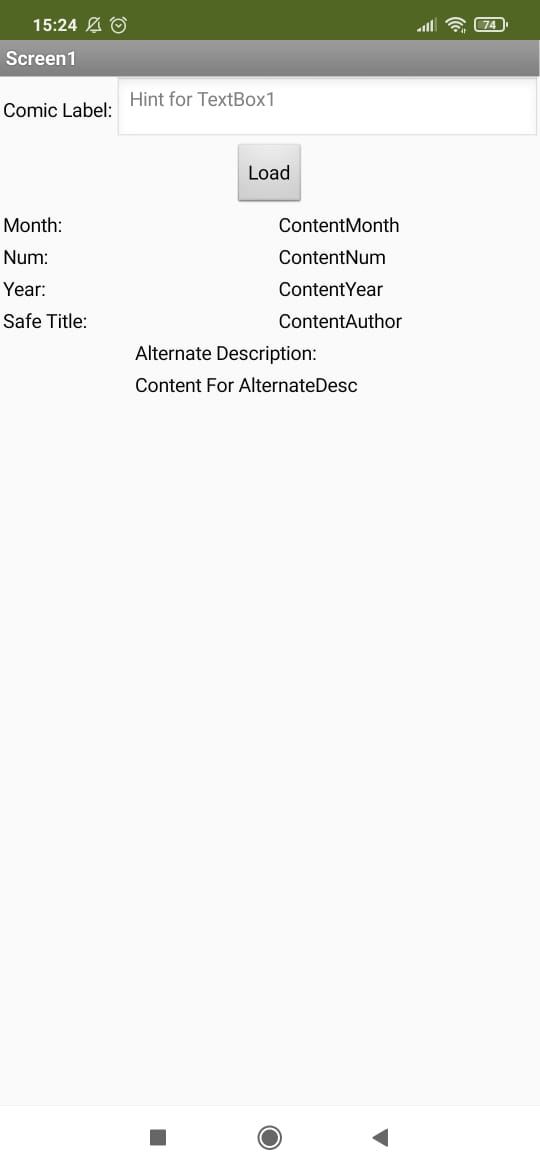 15:24 74
Screen1
Comic Label: Hint for TextBox1
Load
Month: ContentMonth
Num: ContentNum
Year: ContentYear
Safe Title: ContentAuthor
Alternate Description:
Content For AlternateDesc